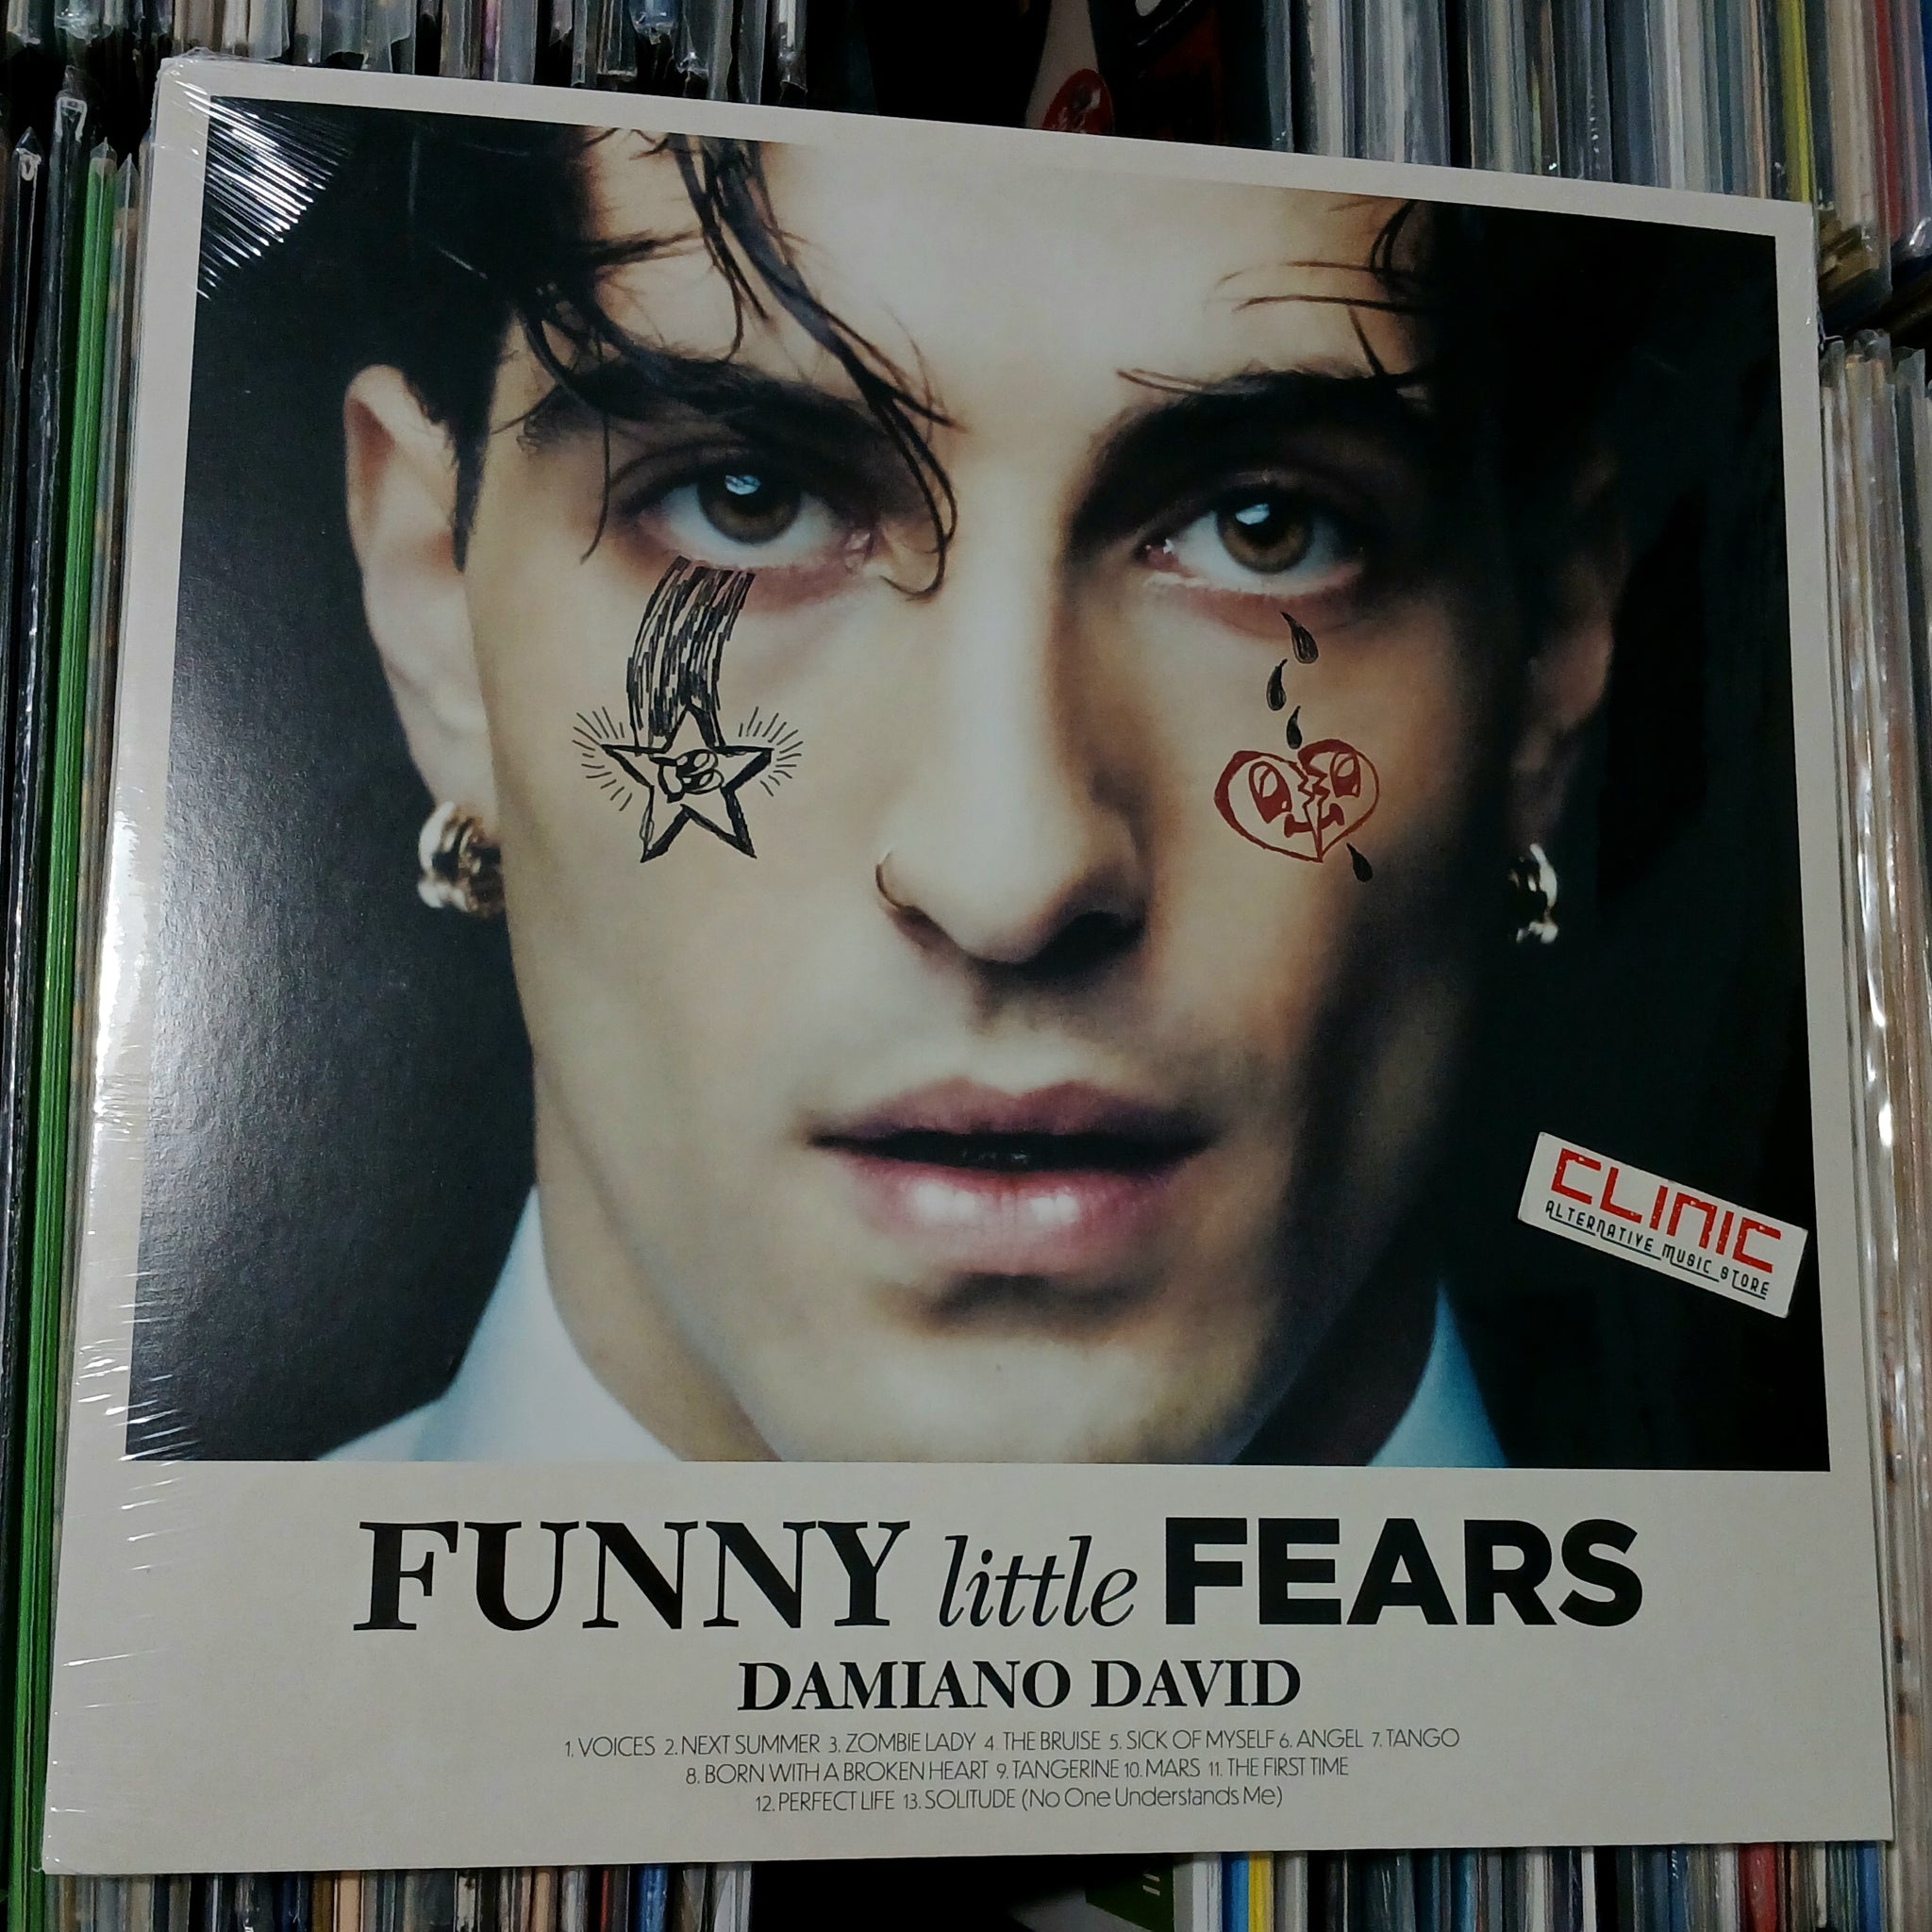 CLINIC
ALTERNATIVE MUSIC STORE
FUNNY little FEARS
DAMIANO DAVID
1. VOICES 2. NEXT SUMMER 3. ZOMBIE LADY 4. THE BRUISE 5. SICK OF MYSELF 6. ANGEL 7. TANGO
8. BORN WITH A BROKEN HEART 9. TANGERINE 10. MARS 11. THE FIRST TIME
12. PERFECT LIFE 13. SOLITUDE (No One Understands Me)